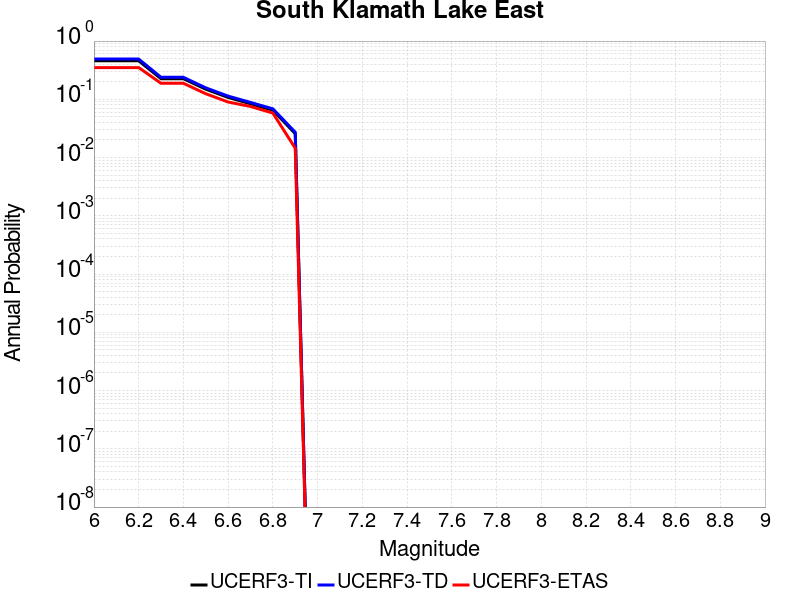 South Klamath Lake East
Annual Probability
10^0
10^-1
10^-2
10^-3
10^-4
10^-5
10^-6
10^-7
10^-8
6 6.2 6.4 6.6 6.8 7 7.2 7.4 7.6 7.8 8 8.2 8.4 8.6 8.8 9
Magnitude
UCERF3-TI UCERF3-TD UCERF3-ETAS